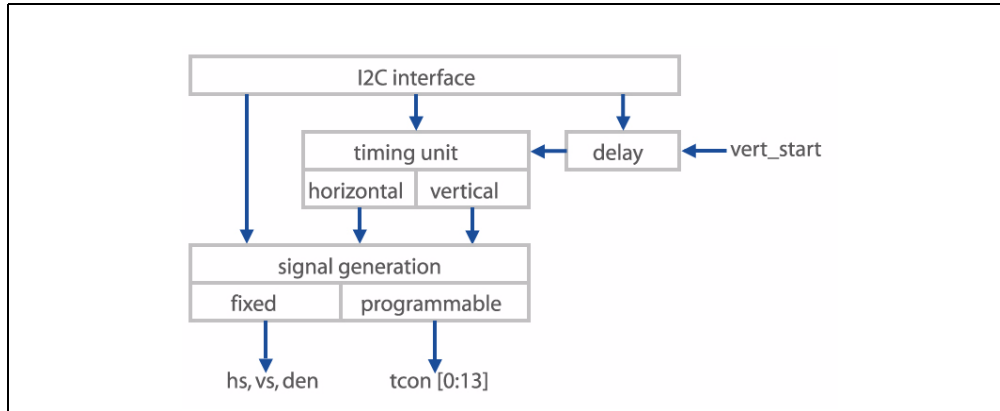 I2C interface
timing unit
delay
vert_start
horizontal
vertical
signal generation
fixed
programmable
hs, vs, den
tcon [0:13]